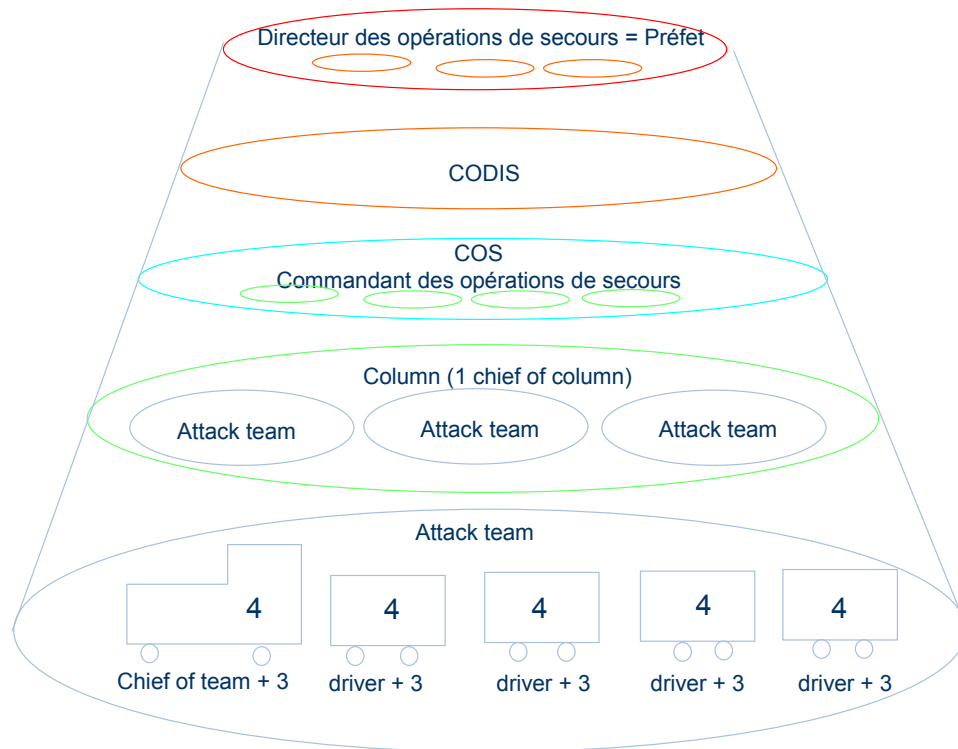 Directeur des opérations de secours = Préfet
CODIS
COS
Commandant des opérations de secours
Column (1 chief of column)
Attack team
Attack team
Attack team
Attack team
4
4
4
4
4
Chief of team + 3
driver + 3
driver + 3
driver + 3
driver + 3